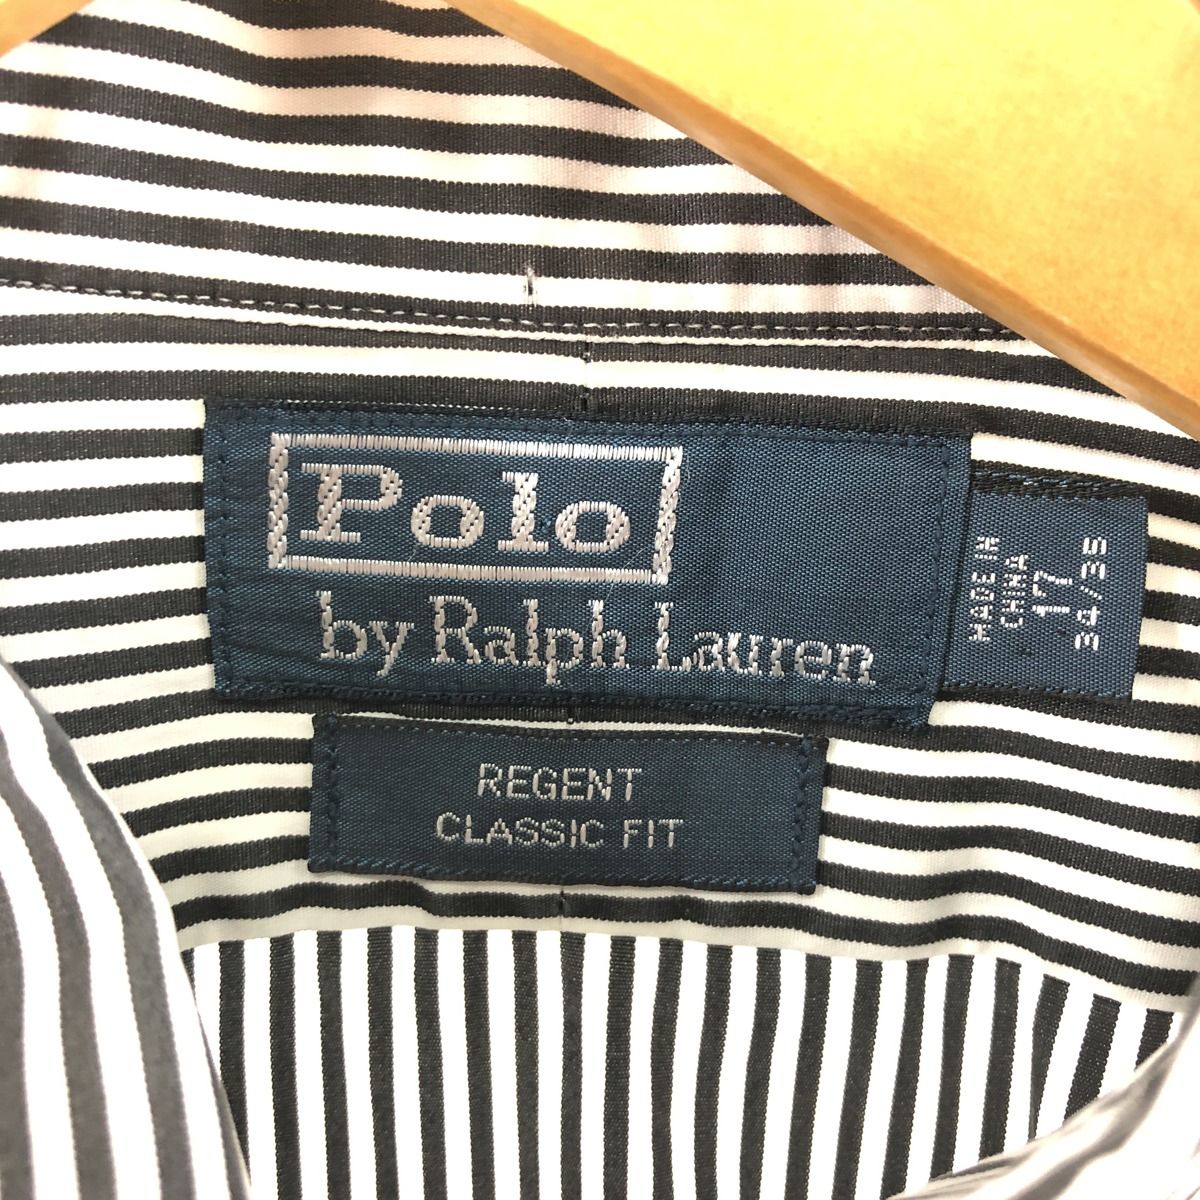 Polo
by Ralph Lauren
MADE IN
CHINA
17
34/35
REGENT
CLASSIC FIT